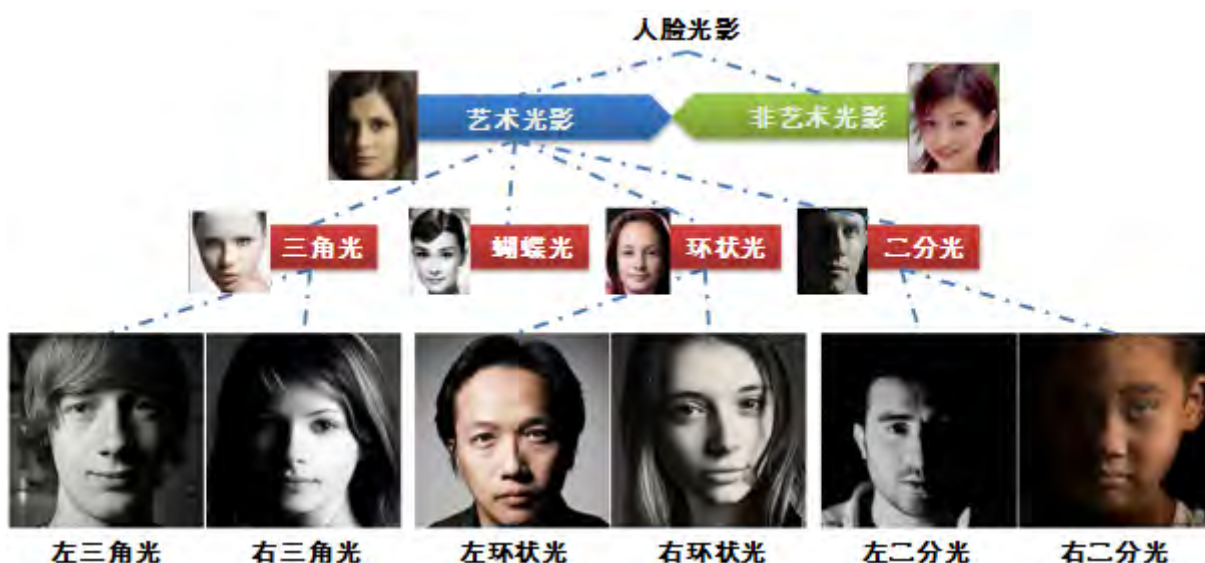 人脸光影
艺术光影
非艺术光影
三角光
蝴蝶光
环状光
二分光
左三角光
右三角光
左环状光
右环状光
左二分光
右二分光